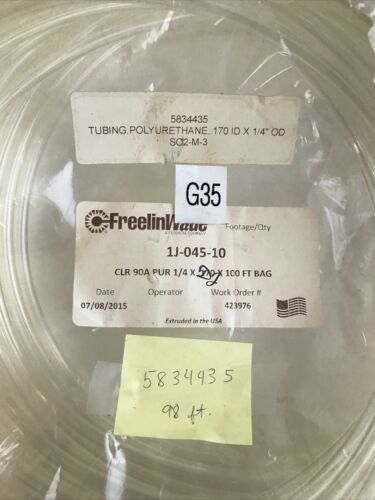 5834435
TUBING,POLYURETHANE,.170 ID X 1/4" OD
SCI2-M-3
G35
FreelinWade
Footage/Qty
1J-045-10
CLR 90A PUR 1/4 X .170 X 100 FT BAG
Date Operator Work Order #
07/08/2015 423976
Extruded in the USA
5834435
98 ft.